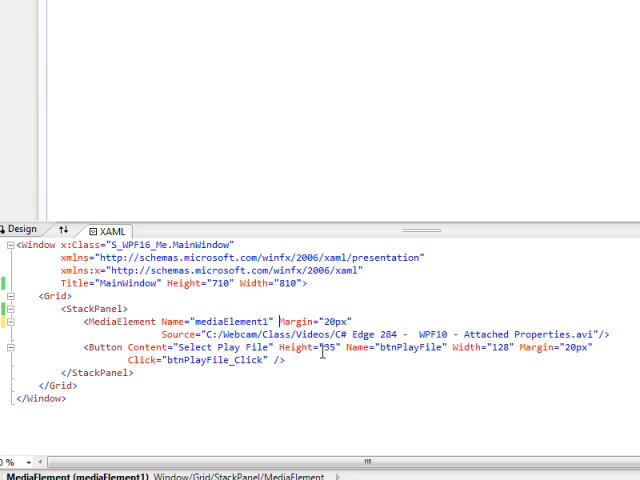 Design XAML
<Window x:Class="S_WPF16_Me.MainWindow"
xmlns="http://schemas.microsoft.com/winfx/2006/xaml/presentation"
xmlns:x="http://schemas.microsoft.com/winfx/2006/xaml"
Title="MainWindow" Height="710" Width="810">
<Grid>
<StackPanel>
<MediaElement Name="mediaElement1" Margin="20px"
Source="C:/Webcam/Class/Videos/C# Edge 284 -  WPF10 - Attached Properties.avi"/>
<Button Content="Select Play File" Height="35" Name="btnPlayFile" Width="128" Margin="20px"
Click="btnPlayFile_Click" />
</StackPanel>
</Grid>
</Window>
0 %
MediaElement (mediaElement1) Window/Grid/StackPanel/MediaElement